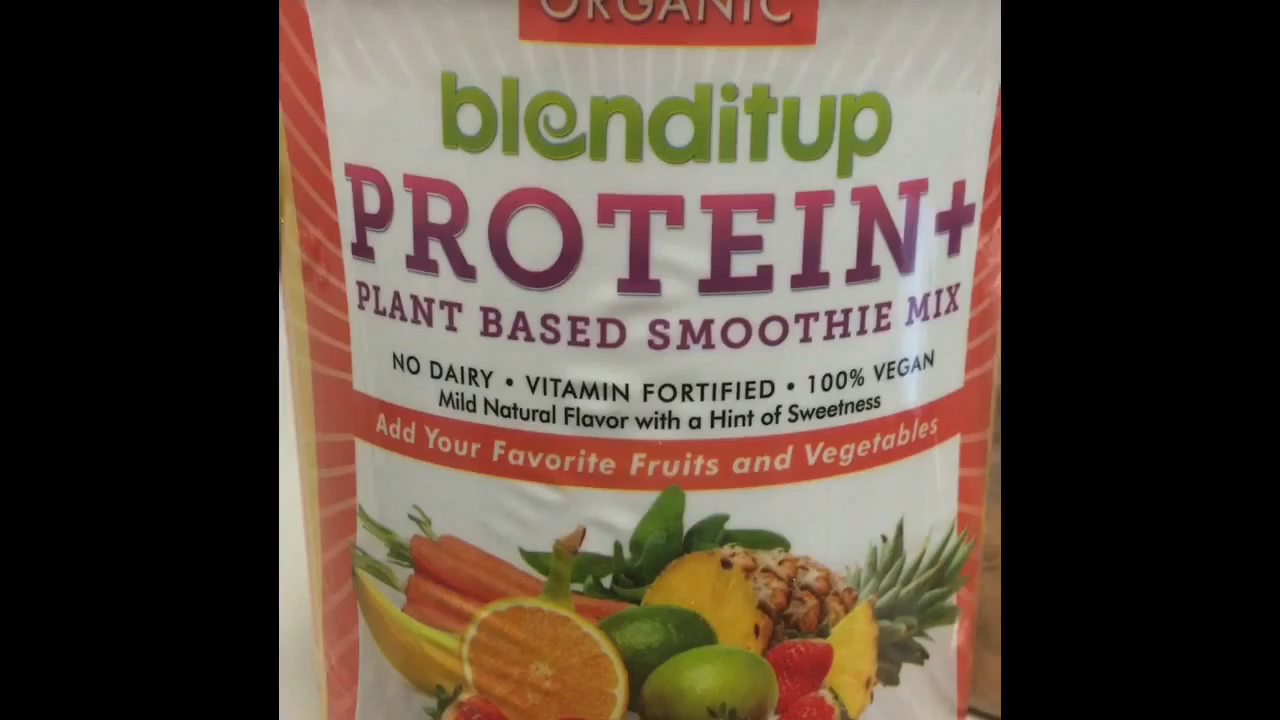 ORGANIC
blenditup
PROTEIN+
PLANT BASED SMOOTHIE MIX
NO DAIRY • VITAMIN FORTIFIED • 100% VEGAN
Mild Natural Flavor with a Hint of Sweetness
Add Your Favorite Fruits and Vegetables